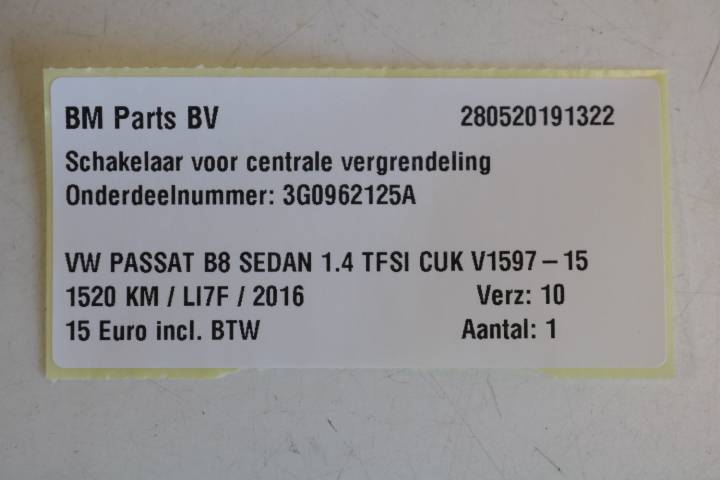 BM Parts BV 280520191322
Schakelaar voor centrale vergrendeling
Onderdeelnummer: 3G0962125A
VW PASSAT B8 SEDAN 1.4 TFSI CUK V1597 – 15
1520 KM / LI7F / 2016 Verz: 10
15 Euro incl. BTW Aantal: 1